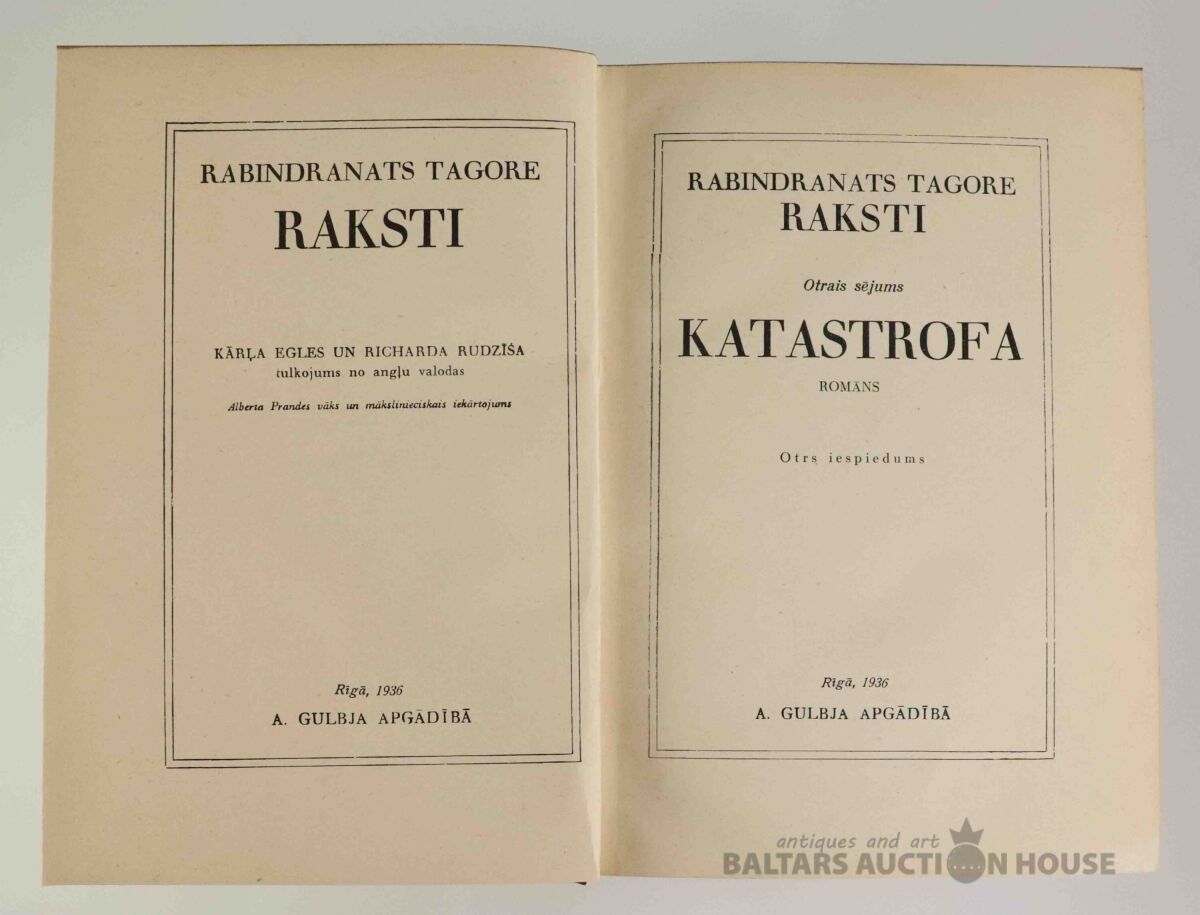 RABINDRANATS TAGORE
RAKSTI
KĀRĻA EGLES UN RICHARDA RUDZĪŠA
tulkojums no angļu valodas
Alberta Prandes vāks un mākslinieciskais iekārtojums
Rīgā, 1936
A. GULBJA APGĀDĪBĀ
RABINDRANATS TAGORE
RAKSTI
Otrais sējums
KATASTROFA
ROMĀNS
Otrs iespiedums
Rīgā, 1936
A. GULBJA APGĀDĪBĀ
antiques and art
BALTARS AUCTION HOUSE